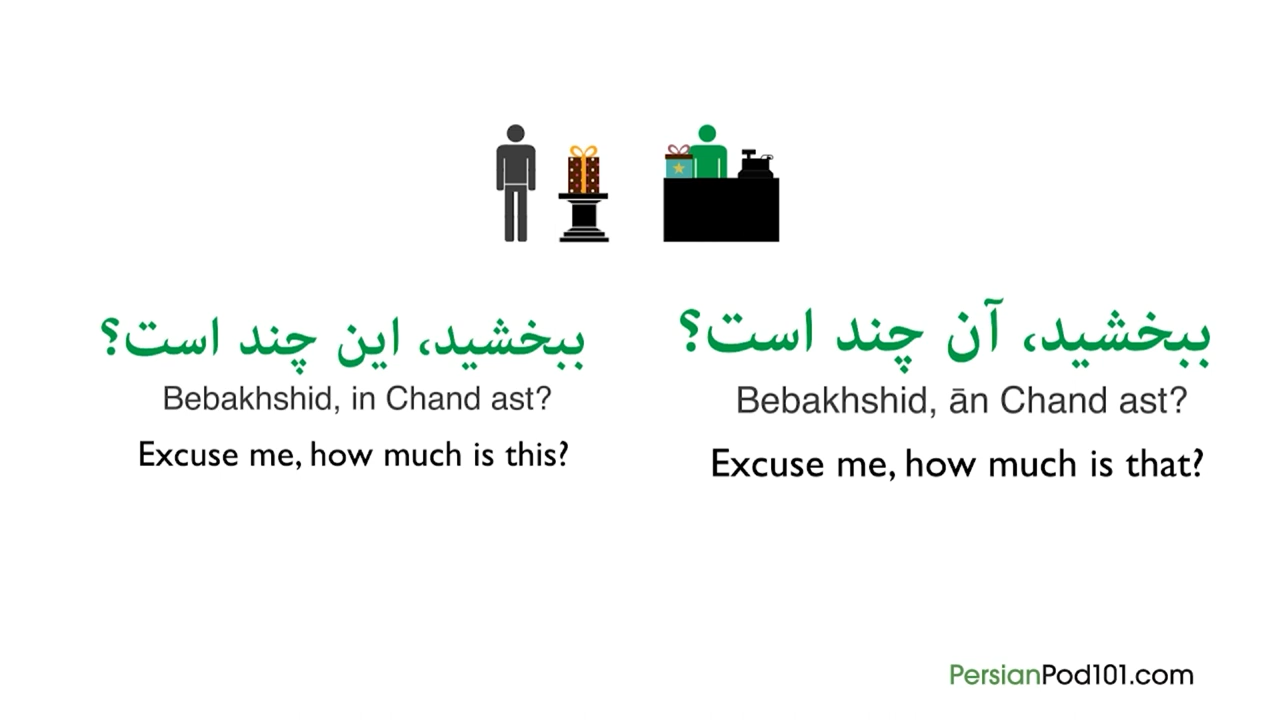 ببخشید، این چند است؟
Bebakhshid, in Chand ast?
Excuse me, how much is this?
ببخشید، آن چند است؟
Bebakhshid, ān Chand ast?
Excuse me, how much is that?
PersianPod101.com